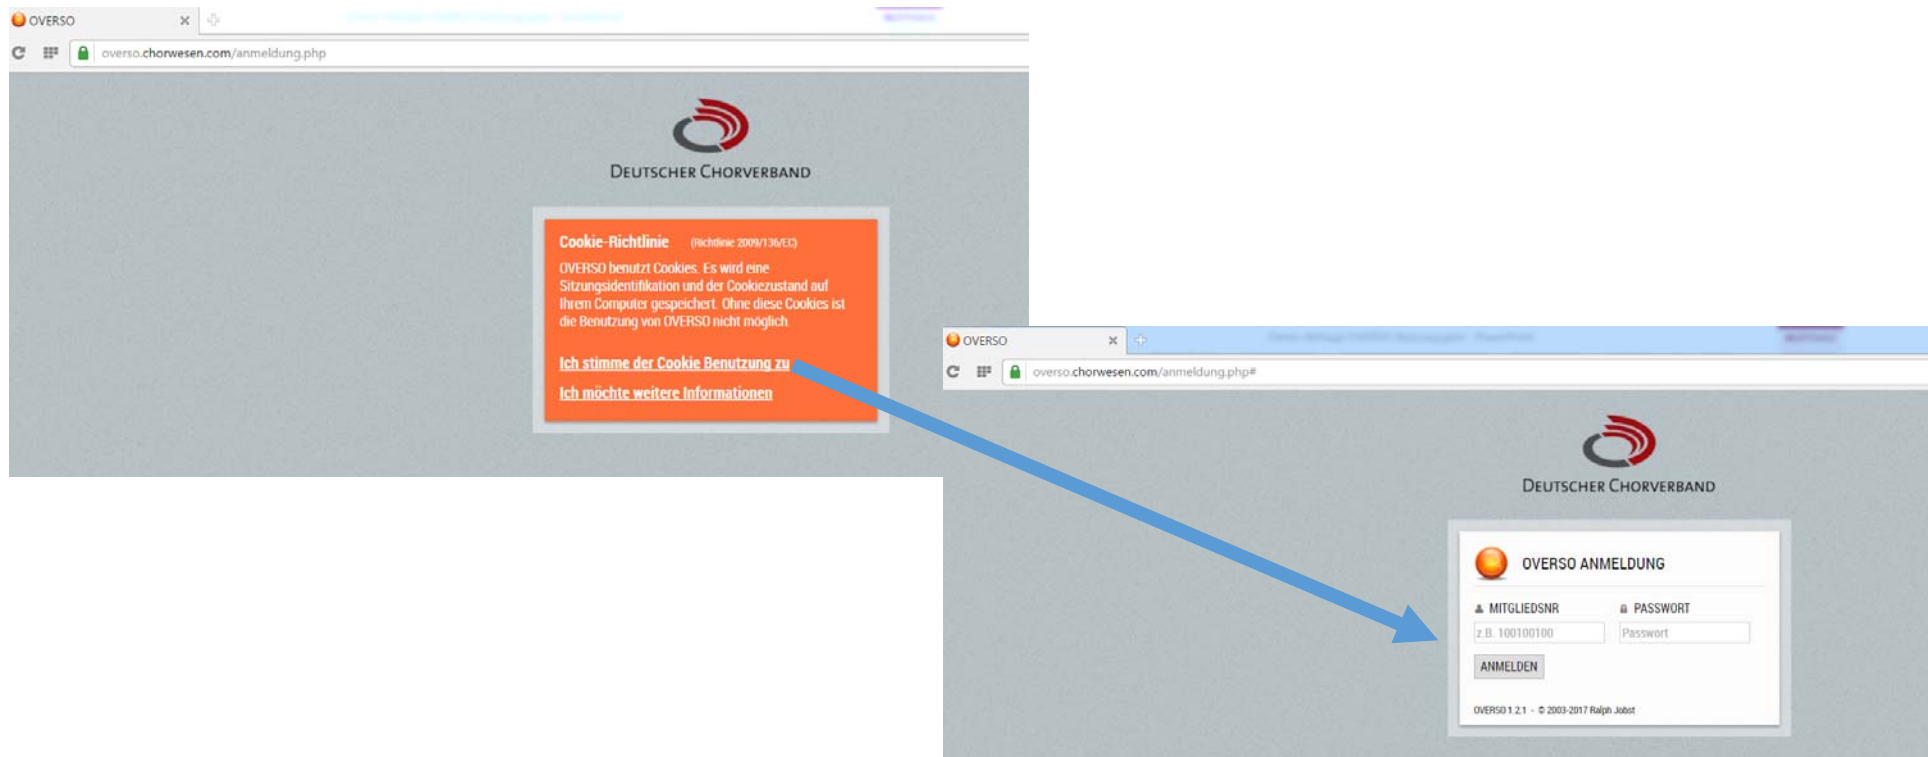 OVERSO
overso.chorwesen.com/anmeldung.php
DEUTSCHER CHORVERBAND
Cookie-Richtlinie (Richtlinie 2009/136/EC)
OVERSO benutzt Cookies. Es wird eine
Sitzungsidentifikation und der Cookiezustand auf
Ihrem Computer gespeichert. Ohne diese Cookies ist
die Benutzung von OVERSO nicht möglich.
Ich stimme der Cookie Benutzung zu
Ich möchte weitere Informationen
OVERSO
overso.chorwesen.com/anmeldung.php#
DEUTSCHER CHORVERBAND
OVERSO ANMELDUNG
MITGLIEDSNR PASSWORT
z.B. 100100100 Passwort
ANMELDEN
OVERSO 1.2.1 - © 2003-2017 Ralph Jobst